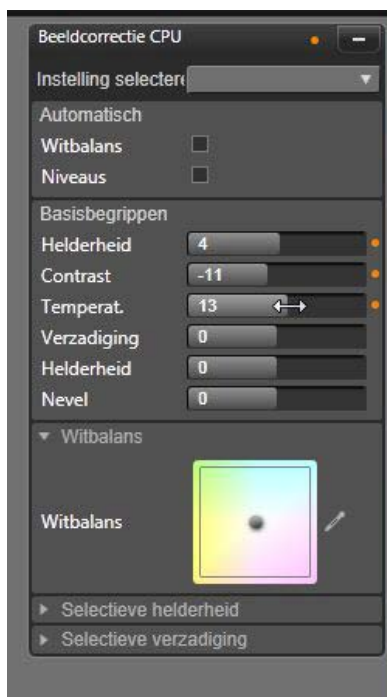 Beeldcorrectie CPU
Instelling selectere
Automatisch
Witbalans
Niveaus
Basisbegrippen
Helderheid 4
Contrast -11
Temperat. 13
Verzadiging 0
Helderheid 0
Nevel 0
Witbalans
Witbalans
Selectieve helderheid
Selectieve verzadiging